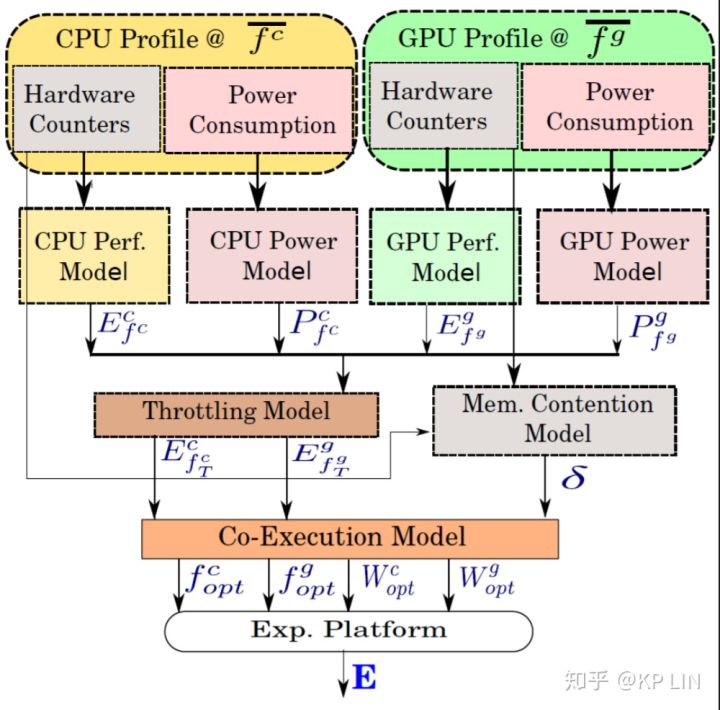 CPU Profile @ $\overline{f^c}$
GPU Profile @ $\overline{f^g}$
Hardware
Counters
Power
Consumption
Hardware
Counters
Power
Consumption
CPU Perf.
Model
CPU Power
Model
GPU Perf.
Model
GPU Power
Model
$E^c_{f^c}$
$P^c_{f^c}$
$E^g_{f^g}$
$P^g_{f^g}$
Throttling Model
Mem. Contention
Model
$E^c_{f^c_T}$
$E^g_{f^g_T}$
δ
Co-Execution Model
$f^c_{opt}$
$f^g_{opt}$
$W^c_{opt}$
$W^g_{opt}$
Exp. Platform
E
知乎 @KP LIN